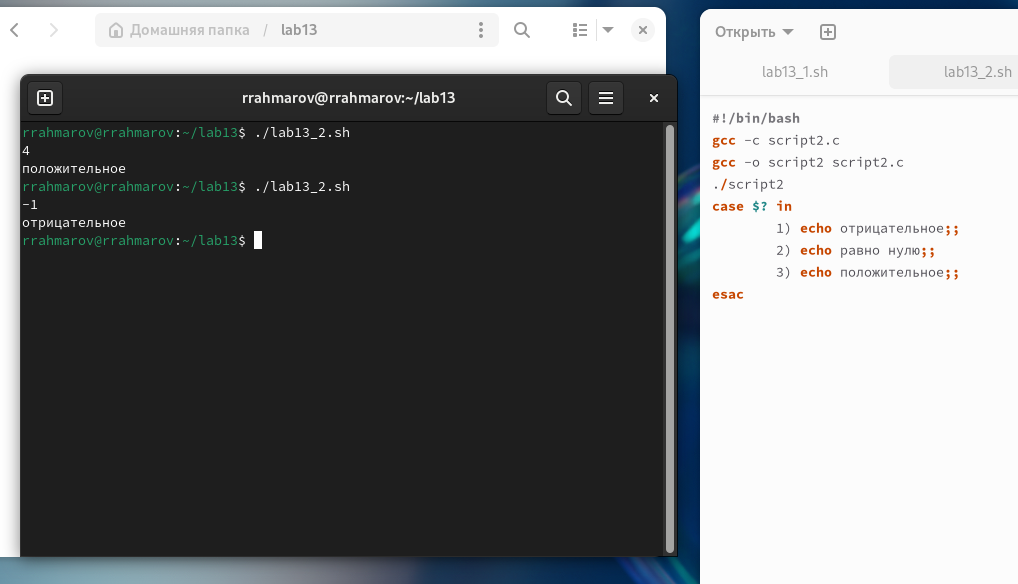 Домашняя папка / lab13
rrahmarov@rrahmarov:~/lab13
rrahmarov@rrahmarov:~/lab13$ ./lab13_2.sh
4
положительное
rrahmarov@rrahmarov:~/lab13$ ./lab13_2.sh
-1
отрицательное
rrahmarov@rrahmarov:~/lab13$
Открыть
lab13_1.sh
lab13_2.sh
#!/bin/bash
gcc -c script2.c
gcc -o script2 script2.c
./script2
case $? in
        1) echo отрицательное;;
        2) echo равно нулю;;
        3) echo положительное;;
esac